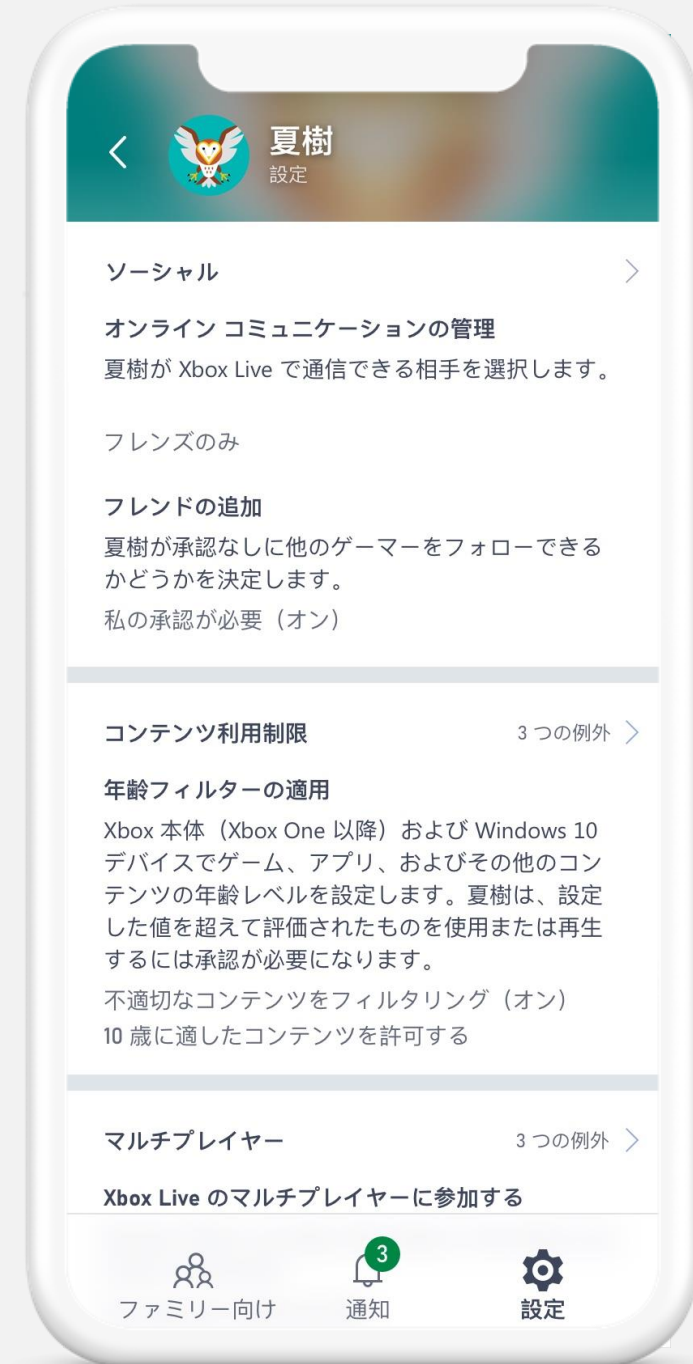 夏樹
設定
ソーシャル
オンライン コミュニケーションの管理
夏樹が Xbox Live で通信できる相手を選択します。
フレンズのみ
フレンドの追加
夏樹が承認なしに他のゲーマーをフォローできる
かどうかを決定します。
私の承認が必要（オン）
コンテンツ利用制限 3 つの例外
年齢フィルターの適用
Xbox 本体（Xbox One 以降）および Windows 10
デバイスでゲーム、アプリ、およびその他のコン
テンツの年齢レベルを設定します。夏樹は、設定
した値を超えて評価されたものを使用または再生
するには承認が必要になります。
不適切なコンテンツをフィルタリング（オン）
10 歳に適したコンテンツを許可する
マルチプレイヤー 3 つの例外
Xbox Live のマルチプレイヤーに参加する
3
ファミリー向け 通知 設定